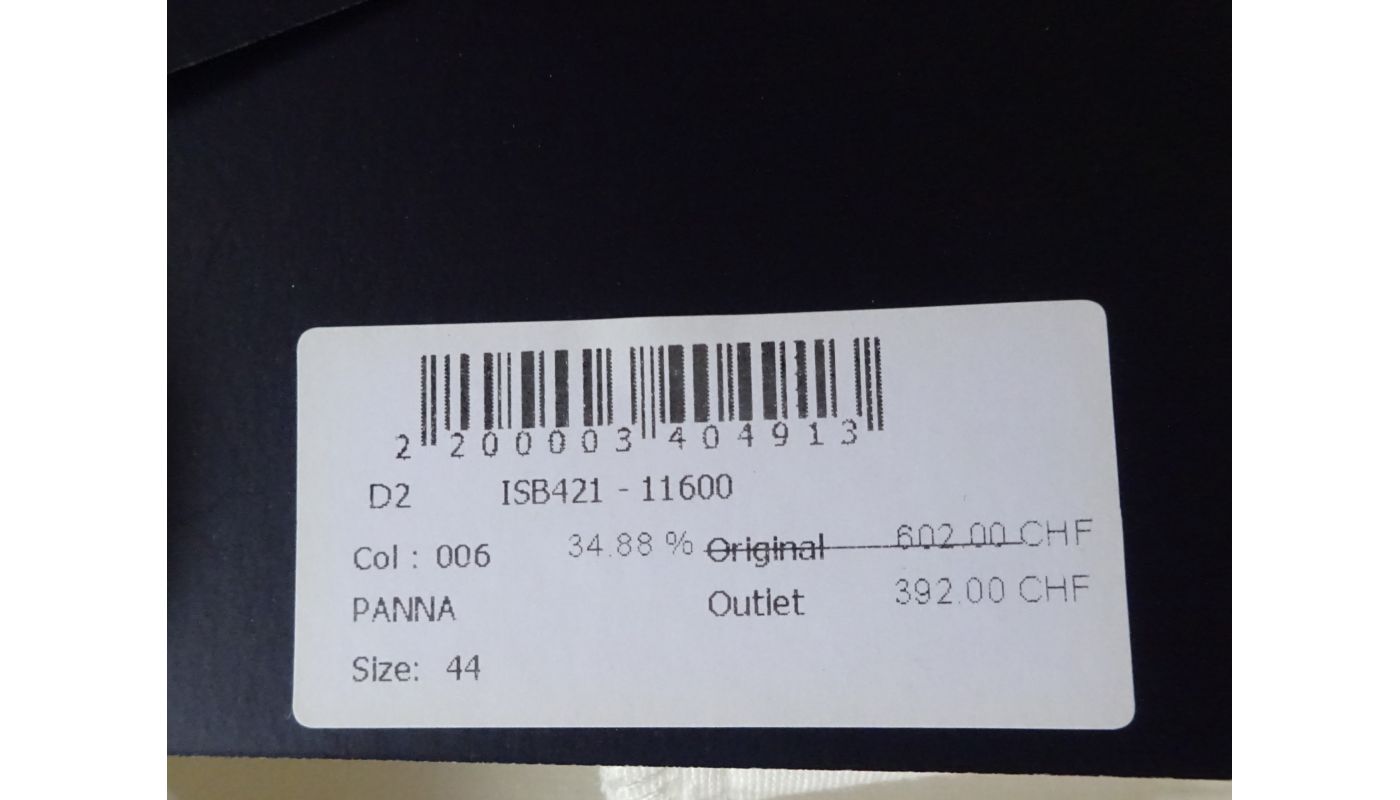 2 200003 404913
D2 ISB421 - 11600
Col : 006 34.88 % Original 602.00 CHF
PANNA Outlet 392.00 CHF
Size: 44